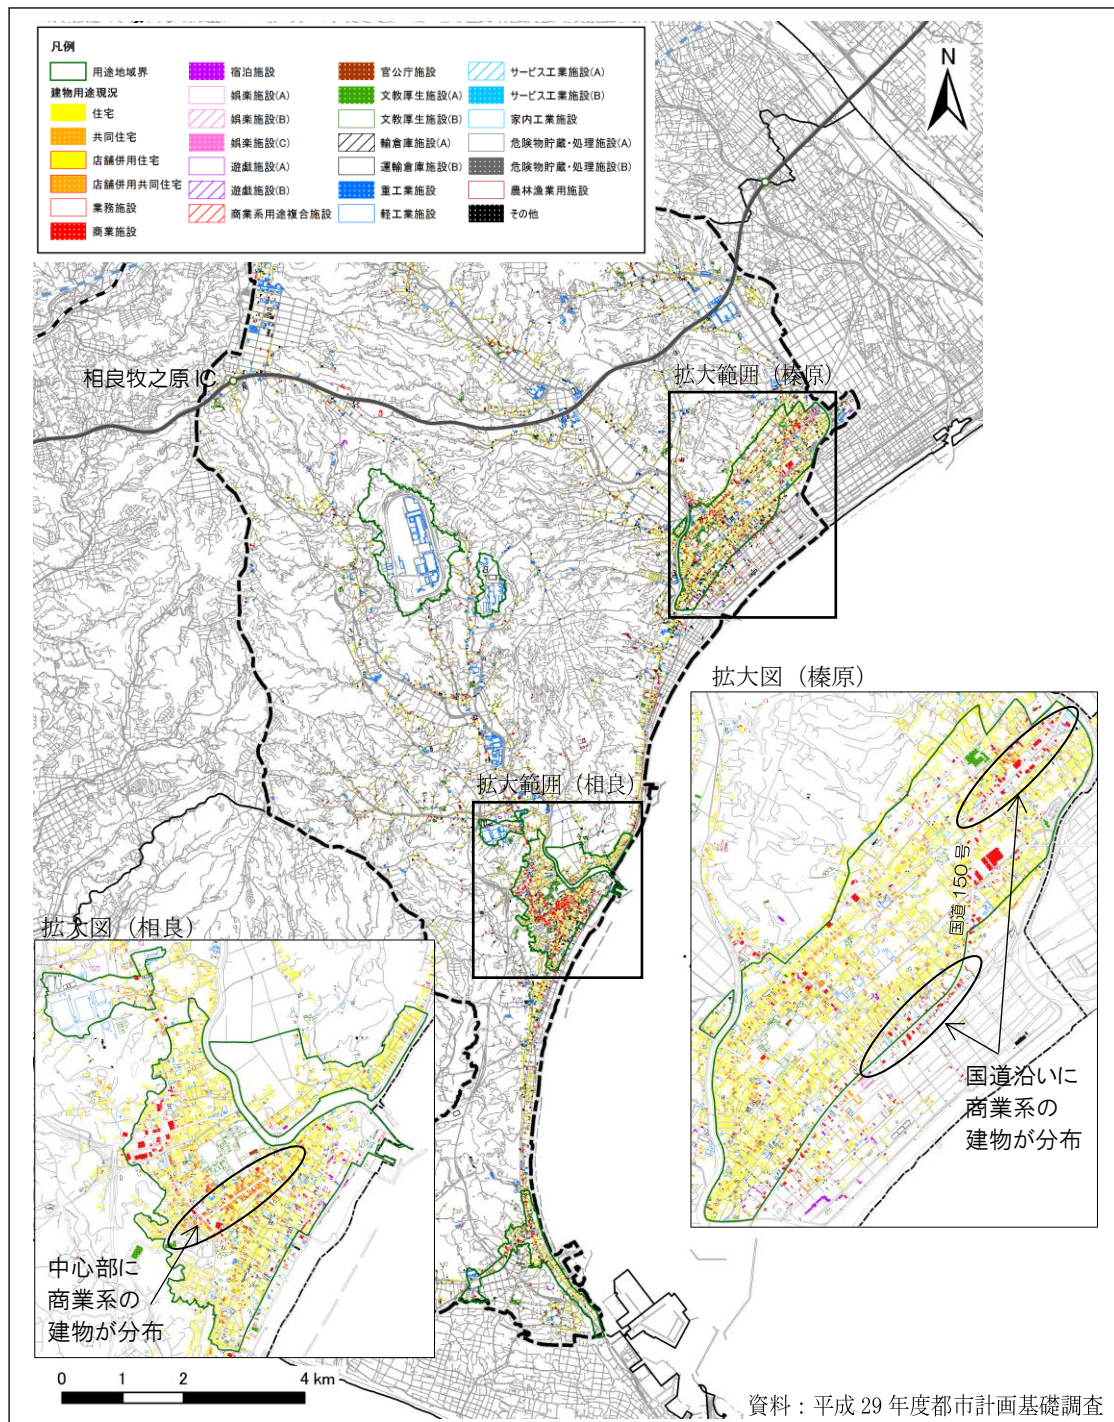 凡例
用途地域界
建物用途現況
住宅
共同住宅
店舗併用住宅
店舗併用共同住宅
業務施設
商業施設
宿泊施設
娯楽施設(A)
娯楽施設(B)
娯楽施設(C)
遊戯施設(A)
遊戯施設(B)
商業系用途複合施設
官公庁施設
文教厚生施設(A)
文教厚生施設(B)
輸倉庫施設(A)
運輸倉庫施設(B)
重工業施設
軽工業施設
サービス工業施設(A)
サービス工業施設(B)
家内工業施設
危険物貯蔵・処理施設(A)
危険物貯蔵・処理施設(B)
農林漁業用施設
その他
N
相良牧之原IC
拡大範囲（榛原）
拡大図（榛原）
国道150号
国道沿いに
商業系の
建物が分布
拡大範囲（相良）
拡大図（相良）
中心部に
商業系の
建物が分布
0 1 2 4 km
資料：平成29年度都市計画基礎調査